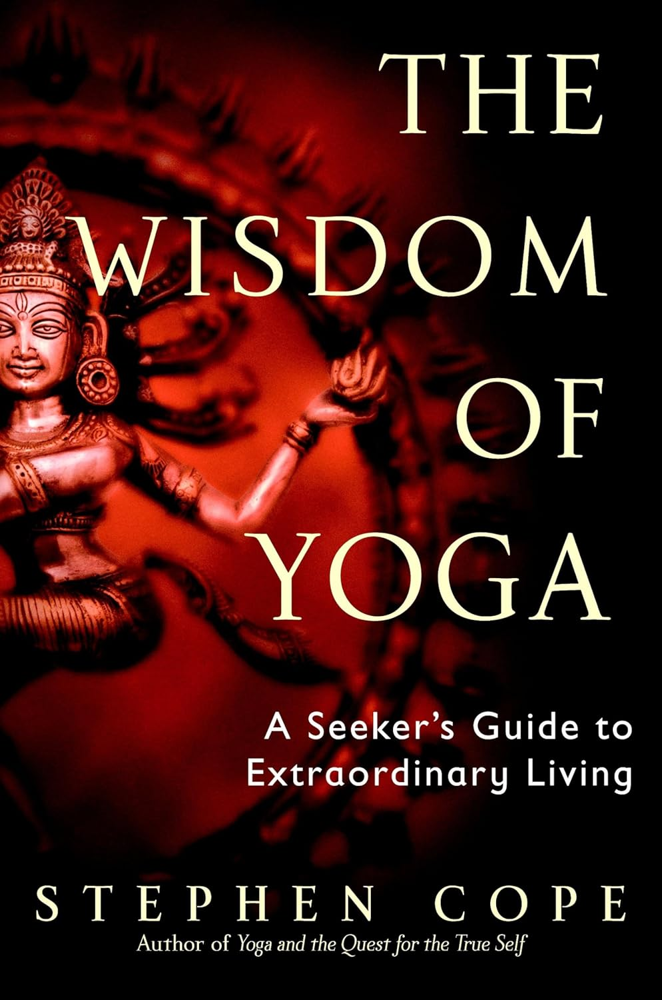 THE
WISDOM
OF
YOGA
A Seeker’s Guide to
Extraordinary Living
STEPHEN COPE
Author of Yoga and the Quest for the True Self